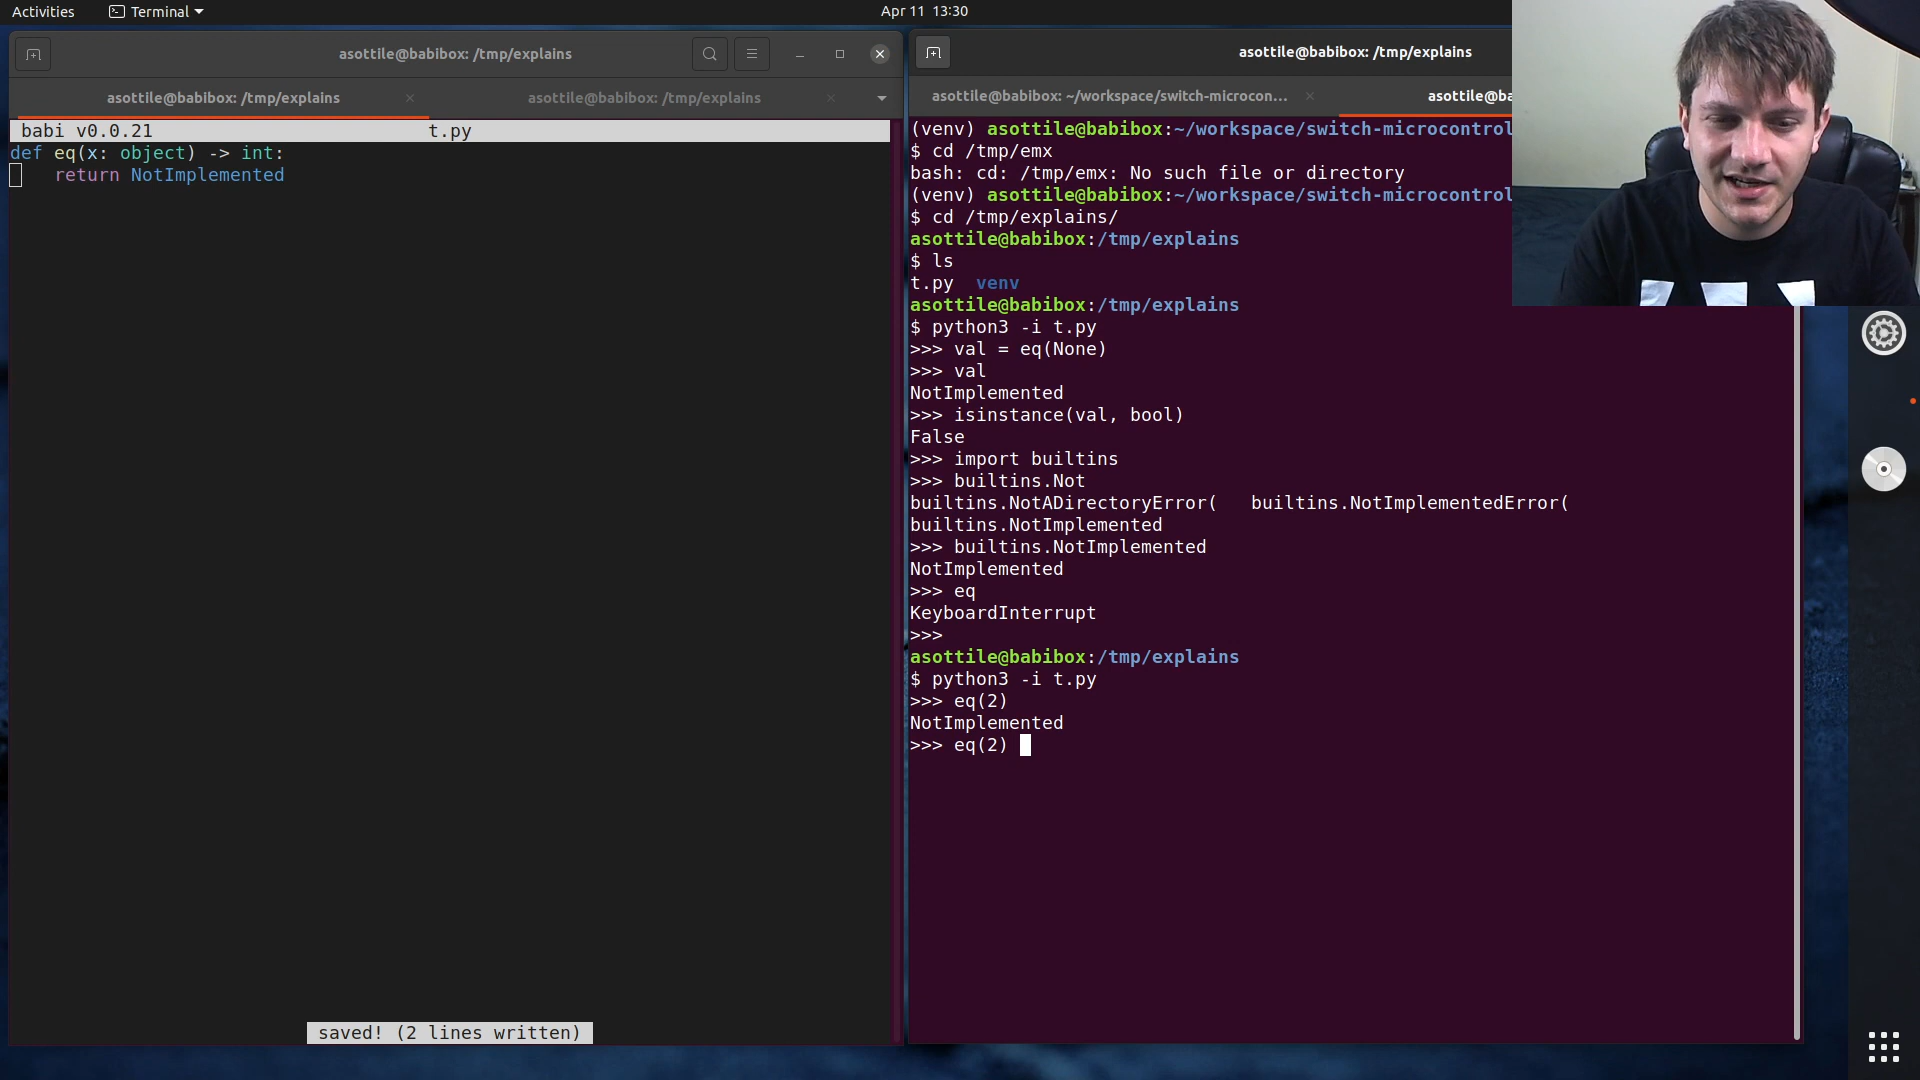 Activities
Terminal
Apr 11 13:30
asottile@babibox: /tmp/explains
asottile@babibox: /tmp/explains
asottile@babibox: /tmp/explains
babi v0.0.21 t.py
def eq(x: object) -> int:
    return NotImplemented
saved! (2 lines written)
asottile@babibox: /tmp/explains
asottile@babibox: ~/workspace/switch-microcon...
asottile@ba
(venv) asottile@babibox:~/workspace/switch-microcontrol
$ cd /tmp/emx
bash: cd: /tmp/emx: No such file or directory
(venv) asottile@babibox:~/workspace/switch-microcontrol
$ cd /tmp/explains/
asottile@babibox:/tmp/explains
$ ls
t.py  venv
asottile@babibox:/tmp/explains
$ python3 -i t.py
>>> val = eq(None)
>>> val
NotImplemented
>>> isinstance(val, bool)
False
>>> import builtins
>>> builtins.Not
builtins.NotADirectoryError(   builtins.NotImplementedError(
builtins.NotImplemented
>>> builtins.NotImplemented
NotImplemented
>>> eq
KeyboardInterrupt
>>>
asottile@babibox:/tmp/explains
$ python3 -i t.py
>>> eq(2)
NotImplemented
>>> eq(2)